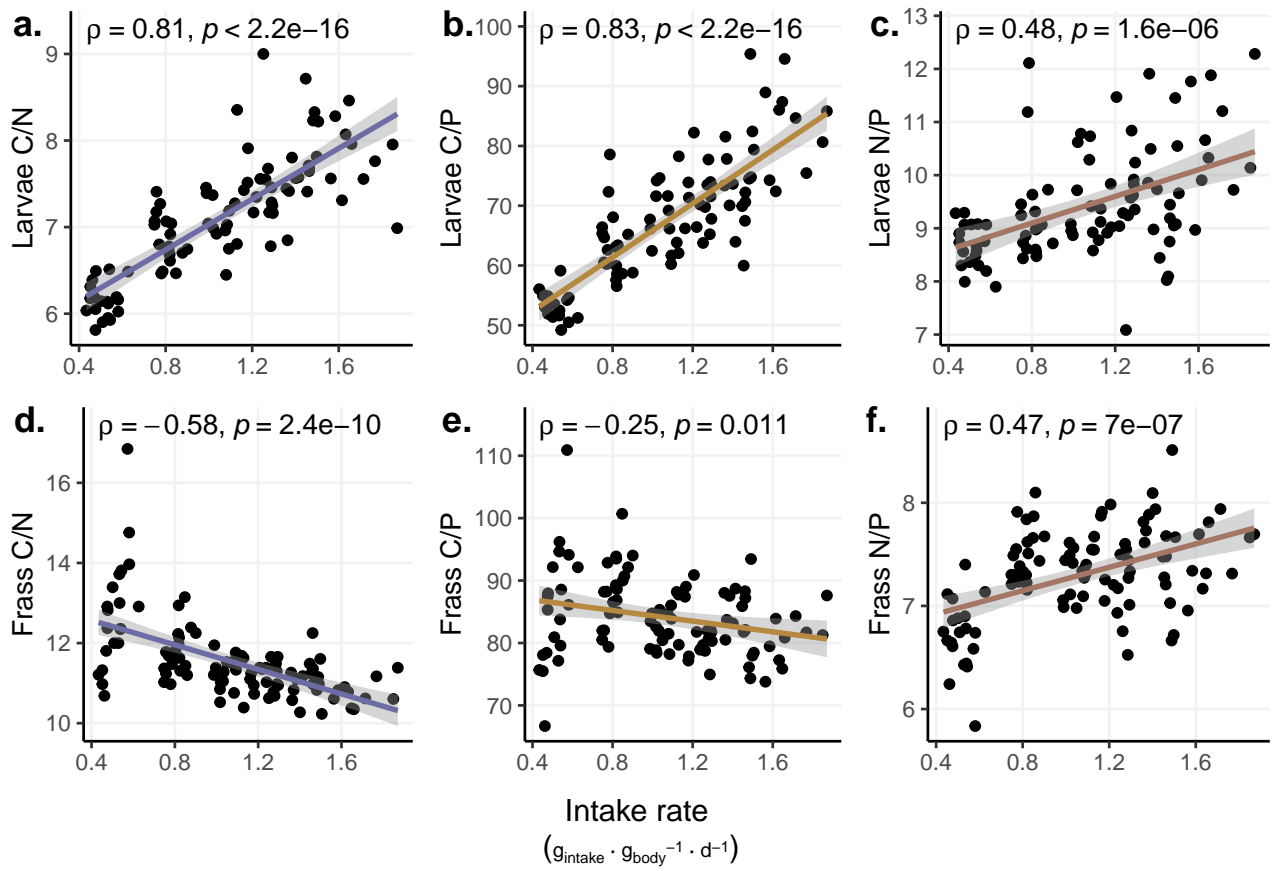 a.
ρ = 0.81, p < 2.2e−16
Larvae C/N
9
8
7
6
0.4
0.8
1.2
1.6
b.
ρ = 0.83, p < 2.2e−16
Larvae C/P
100
90
80
70
60
50
0.4
0.8
1.2
1.6
c.
ρ = 0.48, p = 1.6e−06
Larvae N/P
13
12
11
10
9
8
7
0.4
0.8
1.2
1.6
d.
ρ = −0.58, p = 2.4e−10
Frass C/N
16
14
12
10
0.4
0.8
1.2
1.6
e.
ρ = −0.25, p = 0.011
Frass C/P
110
100
90
80
70
0.4
0.8
1.2
1.6
f.
ρ = 0.47, p = 7e−07
Frass N/P
8
7
6
0.4
0.8
1.2
1.6
Intake rate
(g_intake · g_body⁻¹ · d⁻¹)